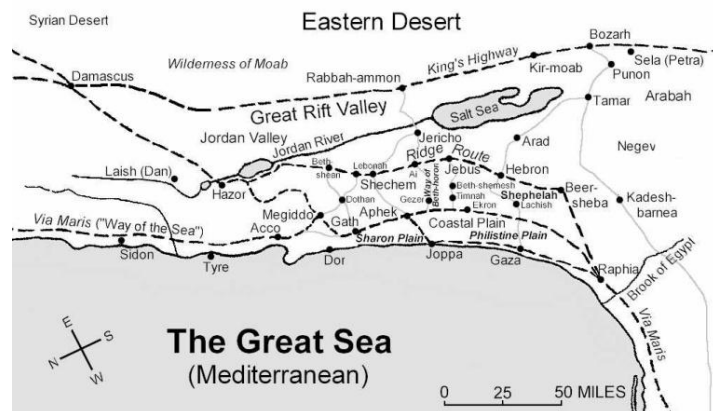 Eastern Desert
Syrian Desert
Bozarh
Sela (Petra)
Wilderness of Moab
King's Highway
Kir-moab
Punon
Damascus
Rabbah-ammon
Great Rift Valley
Salt Sea
Tamar
Arabah
Jordan Valley
Jordan River
Jericho
Arad
Negev
Laish (Dan)
Hazor
Beth-
shean
Lebonah
Shechem
Ai
Ridge Route
Jebus
Hebron
Beer-
sheba
Kadesh-
barnea
Dothan
Gezer
Way of
Beth-horon
Beth-shemesh
Timnah
Ekron
Shephelah
Lachish
Via Maris ("Way of the Sea")
Megiddo
Acco
Gath
Aphek
Coastal Plain
Sharon Plain
Philistine Plain
Sidon
Tyre
Dor
Joppa
Gaza
Raphia
Brook of Egypt
Via Maris
E
S
N
W
The Great Sea
(Mediterranean)
0 25 50 MILES